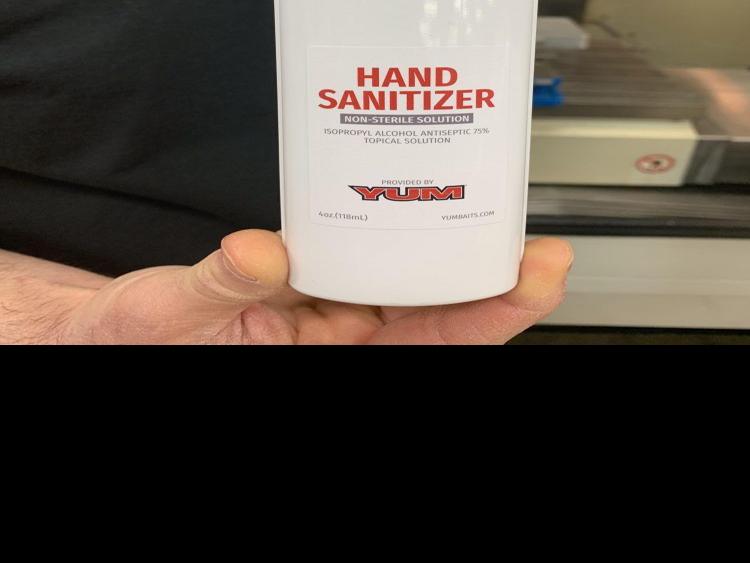 HAND
SANITIZER
NON-STERILE SOLUTION
ISOPROPYL ALCOHOL ANTISEPTIC 75%
TOPICAL SOLUTION
PROVIDED BY
YUM
4oz.(118mL)
YUMBAITS.COM